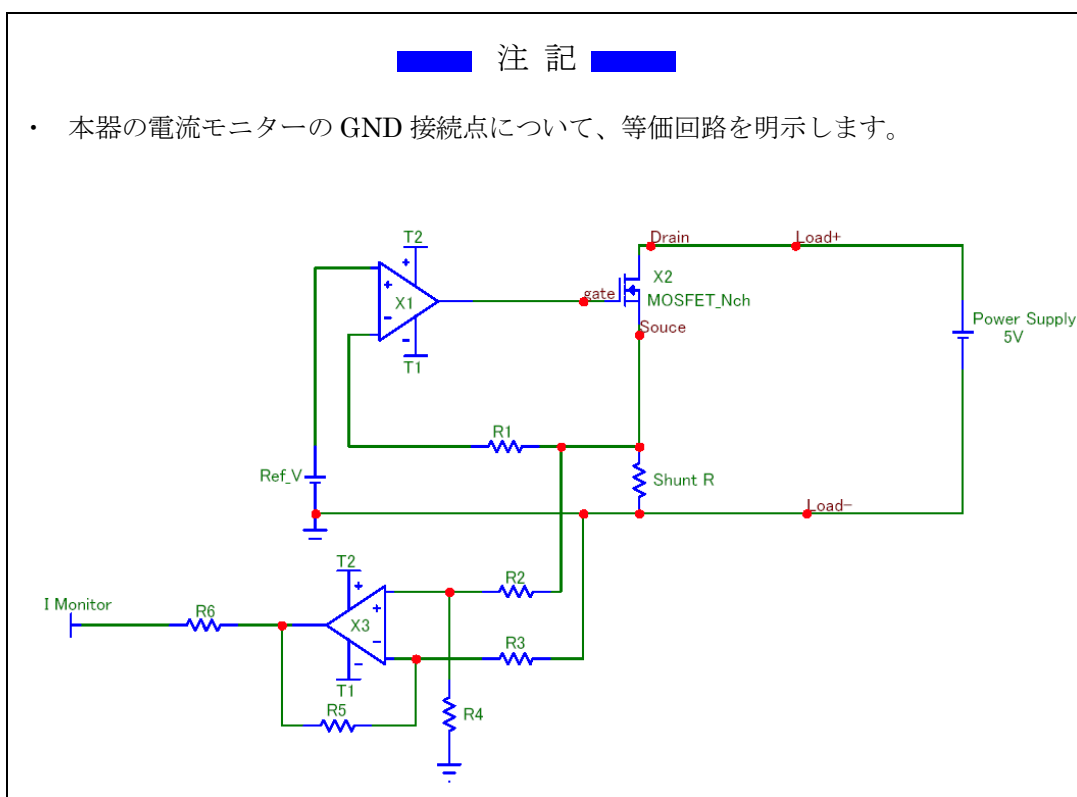 注 記
・ 本器の電流モニターの GND 接続点について、等価回路を明示します。
T2
Drain
Load+
+
+
X1
-
-
T1
gate
X2
MOSFET_Nch
Souce
Power Supply
5V
R1
Ref_V
Shunt R
Load-
T2
+
+
R2
I Monitor
R6
X3
-
-
R3
T1
R5
R4